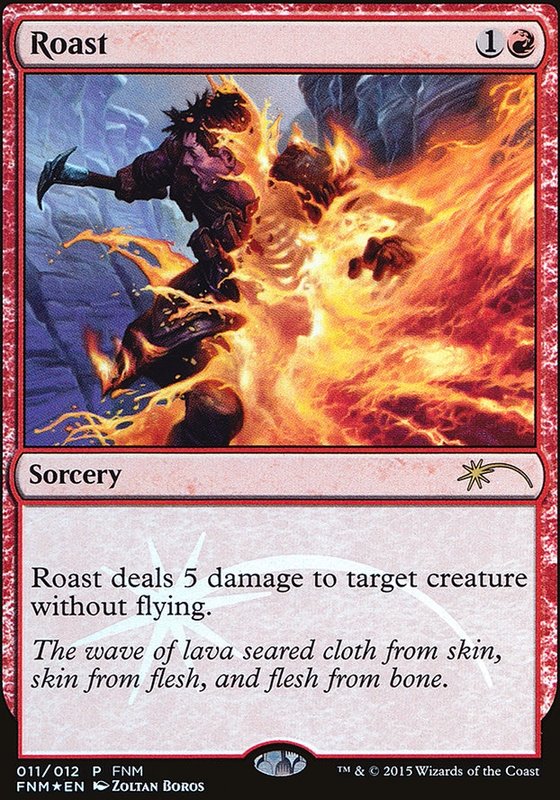 Roast 1
Sorcery
Roast deals 5 damage to target creature
without flying.
The wave of lava seared cloth from skin,
skin from flesh, and flesh from bone.
011/012 P FNM
FNM★EN Zoltan Boros
™ & © 2015 Wizards of the Coast